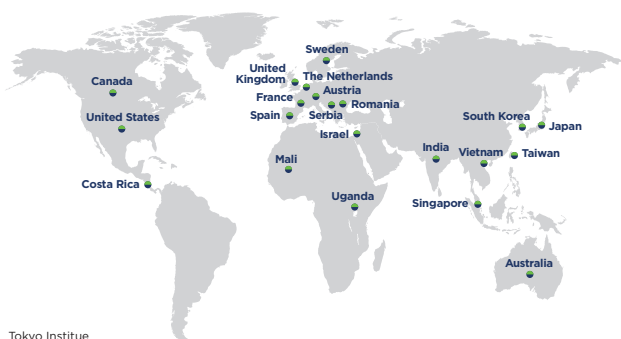 Sweden
United
Kingdom
The Netherlands
Canada
Austria
France
Romania
United States
Spain
Serbia
South Korea
Japan
Israel
India
Vietnam
Taiwan
Mali
Costa Rica
Uganda
Singapore
Australia
Tokyo Institue